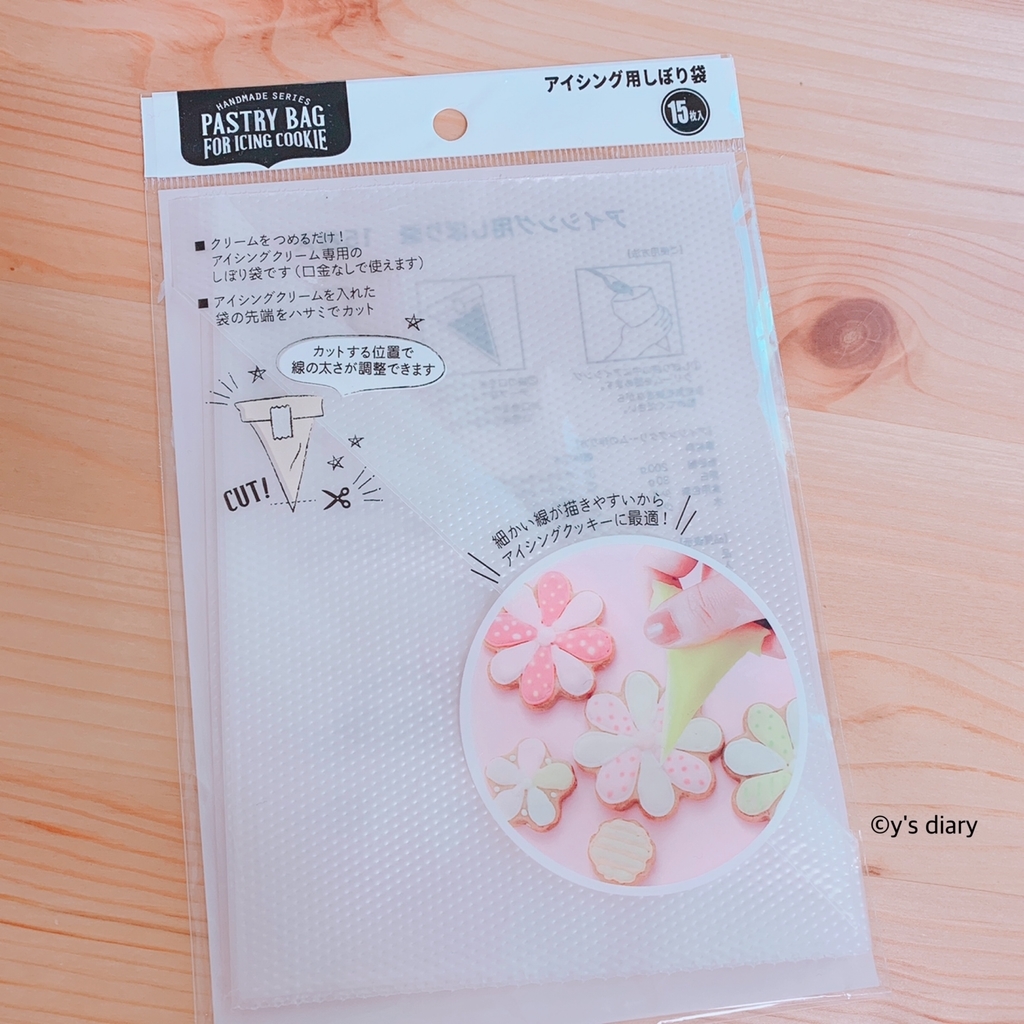 アイシング用しぼり袋
HANDMADE SERIES
PASTRY BAG
FOR ICING COOKIE
15枚入
■ クリームをつめるだけ！
アイシングクリーム専用の
しぼり袋です（口金なしで使えます）
■ アイシングクリームを入れた
袋の先端をハサミでカット
カットする位置で
線の太さが調整できます
CUT!
細かい線が描きやすいから
アイシングクッキーに最適！
©y's diary